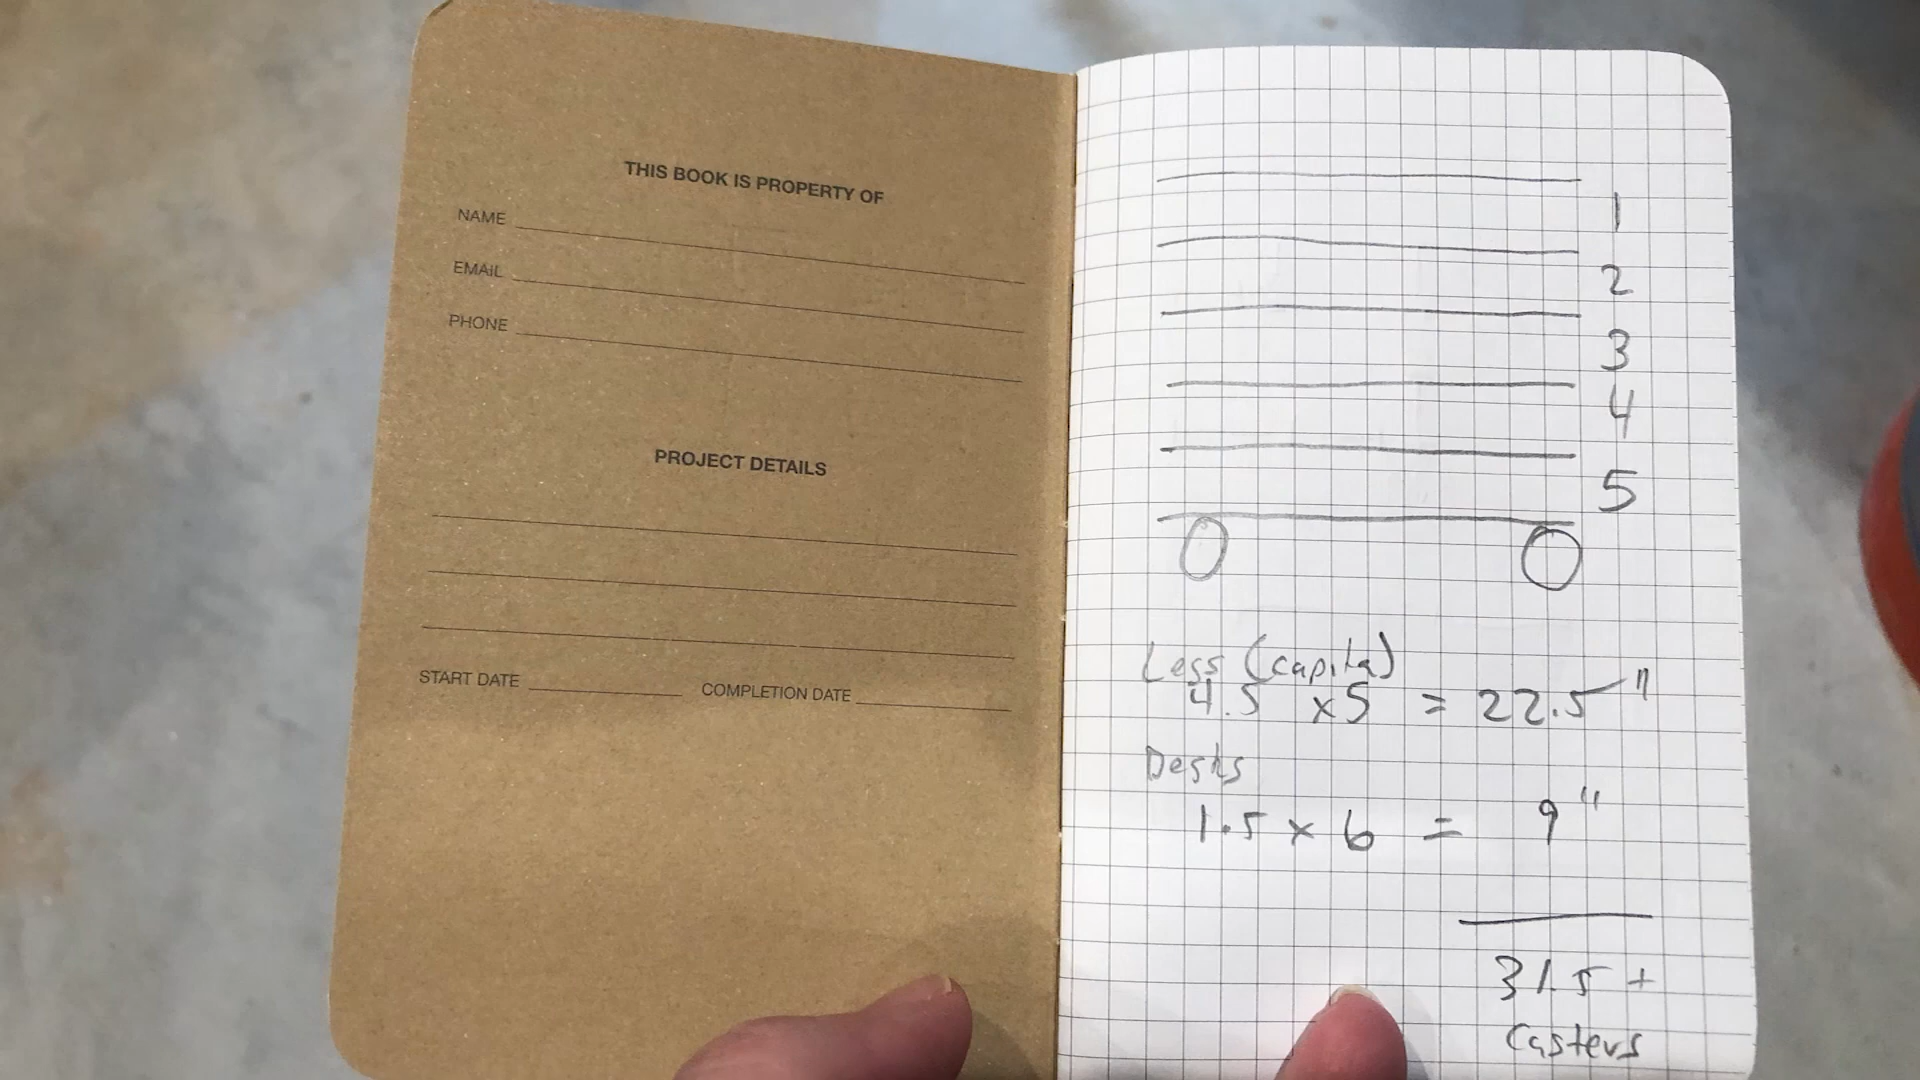 THIS BOOK IS PROPERTY OF
NAME
EMAIL
PHONE
PROJECT DETAILS
START DATE COMPLETION DATE
1
2
3
4
5
Legs (capita)
4.5 x5 = 22.5"
Desks
1.5 x 6 = 9"
31.5 +
Casters